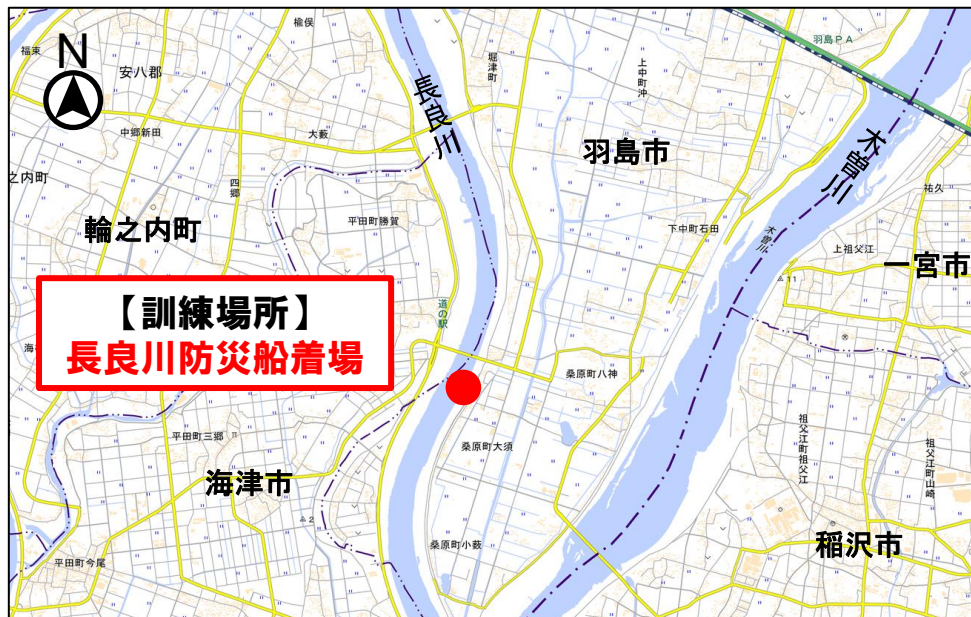 楡俣
羽島ＰＡ
N
福束
安八郡
堀津町
上中町沖
長良川
中郷新田
大藪
羽島市
木曽川
之内町
四郷
祐久
輪之内町
平田町勝賀
下中町石田
木曽川
上祖父江
一宮市
11
【訓練場所】
長良川防災船着場
道の駅
桑原町八神
平田町三郷
桑原町大須
祖父江町祖父江
祖父江町山崎
海津市
2
桑原町小薮
稲沢市
平田町今尾